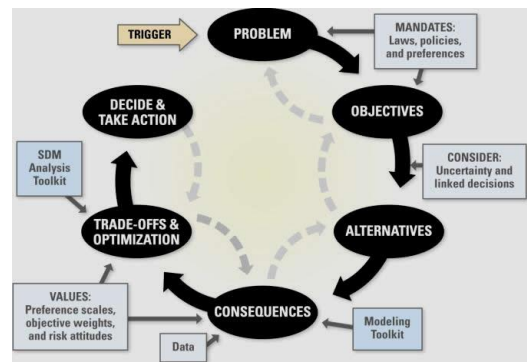 TRIGGER
PROBLEM
MANDATES:
Laws, policies,
and preferences
DECIDE &
TAKE ACTION
OBJECTIVES
SDM
Analysis
Toolkit
CONSIDER:
Uncertainty and
linked decisions
TRADE-OFFS &
OPTIMIZATION
ALTERNATIVES
VALUES:
Preference scales,
objective weights,
and risk attitudes
CONSEQUENCES
Data
Modeling
Toolkit